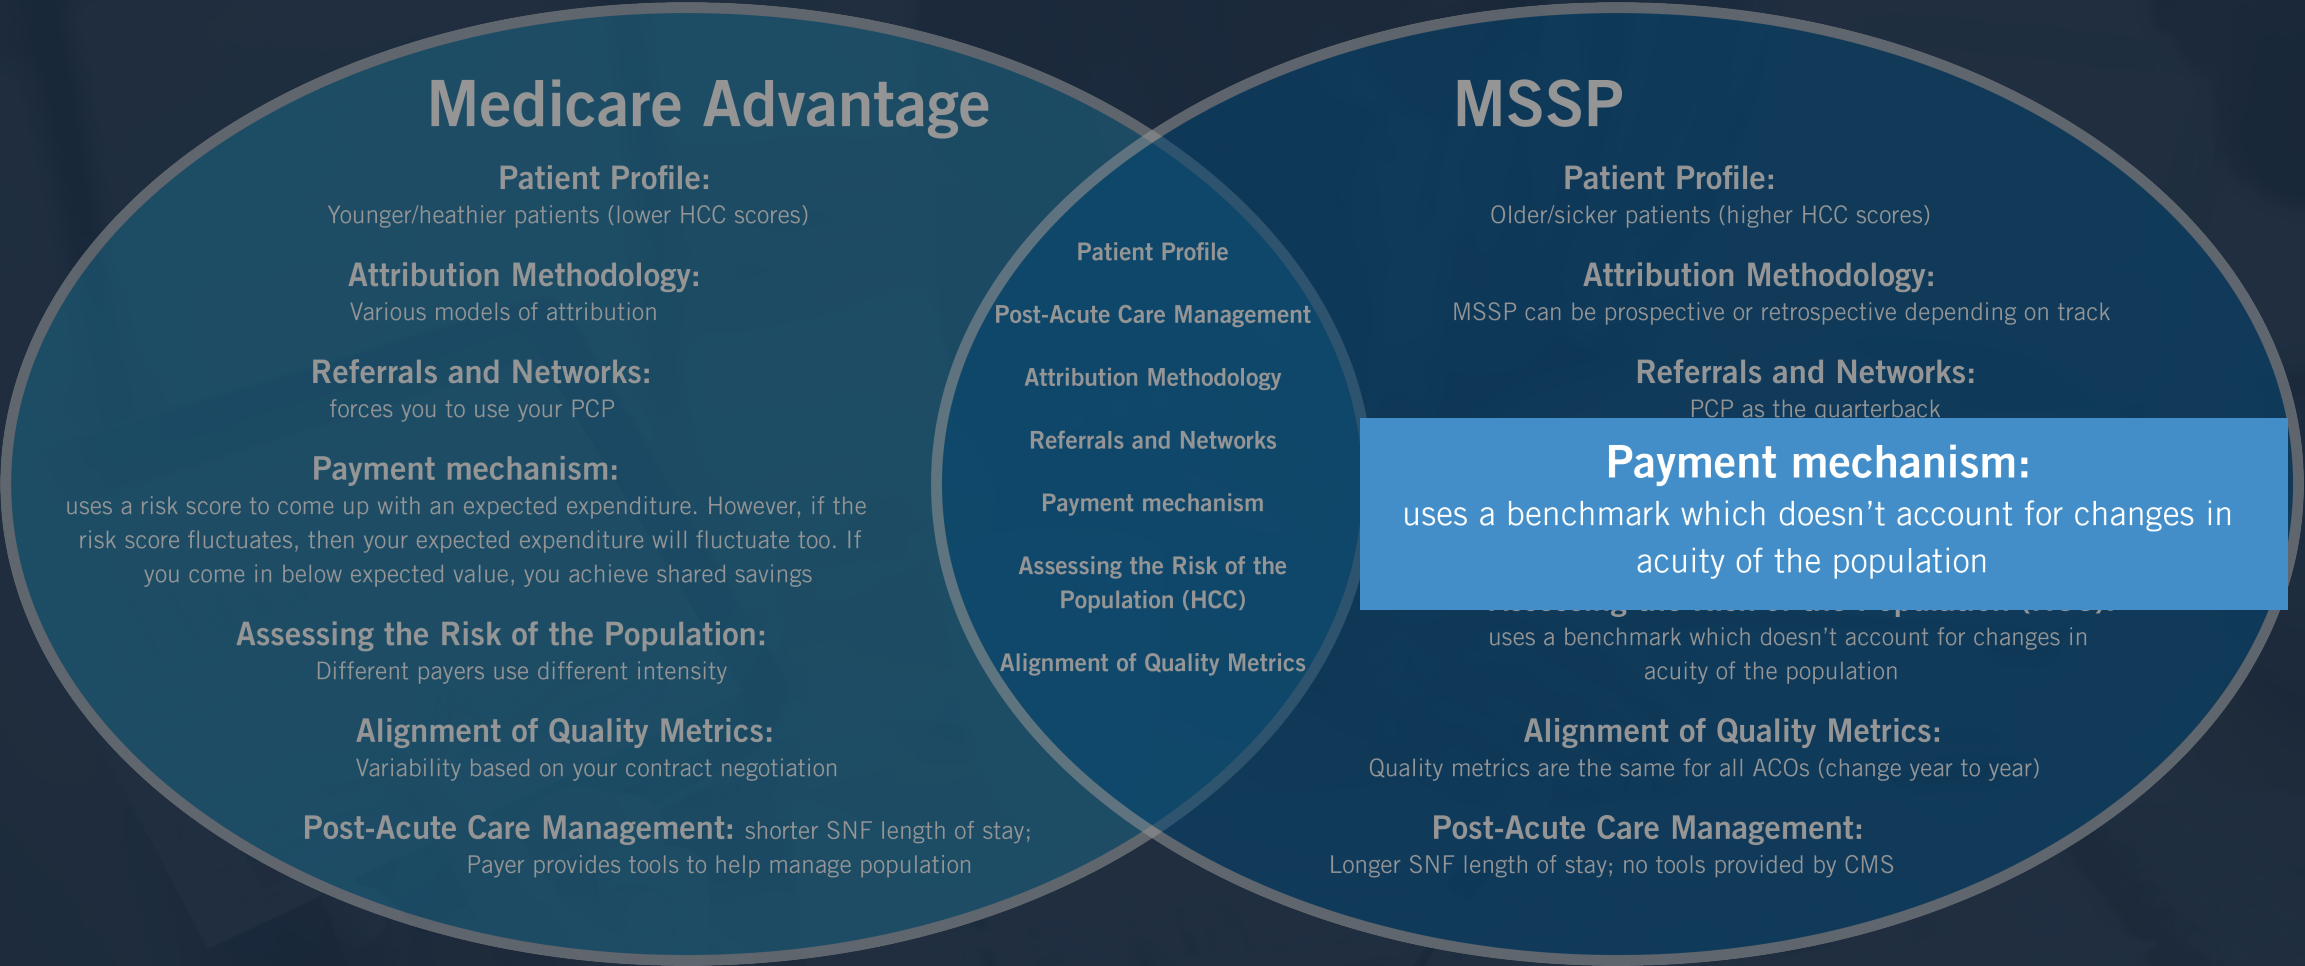 Medicare Advantage
Patient Profile:
Younger/heathier patients (lower HCC scores)
Attribution Methodology:
Various models of attribution
Referrals and Networks:
forces you to use your PCP
Payment mechanism:
uses a risk score to come up with an expected expenditure. However, if the
risk score fluctuates, then your expected expenditure will fluctuate too. If
you come in below expected value, you achieve shared savings
Assessing the Risk of the Population:
Different payers use different intensity
Alignment of Quality Metrics:
Variability based on your contract negotiation
Post-Acute Care Management: shorter SNF length of stay;
Payer provides tools to help manage population
Patient Profile
Post-Acute Care Management
Attribution Methodology
Referrals and Networks
Payment mechanism
Assessing the Risk of the
Population (HCC)
Alignment of Quality Metrics
MSSP
Patient Profile:
Older/sicker patients (higher HCC scores)
Attribution Methodology:
MSSP can be prospective or retrospective depending on track
Referrals and Networks:
PCP as the quarterback
Payment mechanism:
uses a benchmark which doesn't account for changes in
acuity of the population
Assessing the Risk of the Population (HCC):
uses a benchmark which doesn't account for changes in
acuity of the population
Alignment of Quality Metrics:
Quality metrics are the same for all ACOs (change year to year)
Post-Acute Care Management:
Longer SNF length of stay; no tools provided by CMS